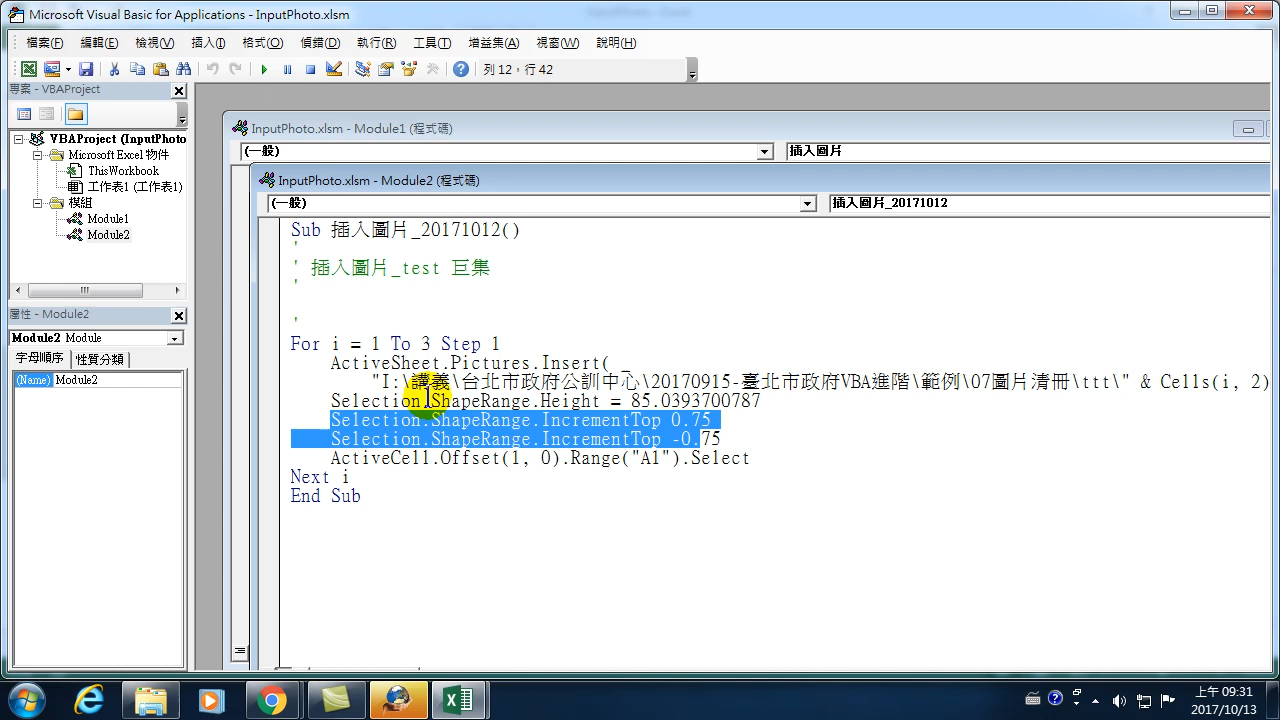 Microsoft Visual Basic for Applications - InputPhoto.xlsm
檔案(F) 編輯(E) 檢視(V) 插入(I) 格式(O) 偵錯(D) 執行(R) 工具(T) 增益集(A) 視窗(W) 說明(H)
列 12，行 42
專案 - VBAProject
VBAProject (InputPhoto
Microsoft Excel 物件
ThisWorkbook
工作表1 (工作表1)
模組
Module1
Module2
屬性 - Module2
Module2 Module
字母順序 性質分類
(Name) Module2
InputPhoto.xlsm - Module1 (程式碼)
(一般) 插入圖片
InputPhoto.xlsm - Module2 (程式碼)
(一般) 插入圖片_20171012
Sub 插入圖片_20171012()
'
' 插入圖片_test 巨集
'
'
For i = 1 To 3 Step 1
ActiveSheet.Pictures.Insert( _
"I:\講義\台北市政府公訓中心\20170915-臺北市政府VBA進階\範例\07圖片清冊\ttt\" & Cells(i, 2)
Selection.ShapeRange.Height = 85.0393700787
Selection.ShapeRange.IncrementTop 0.75
Selection.ShapeRange.IncrementTop -0.75
ActiveCell.Offset(1, 0).Range("A1").Select
Next i
End Sub
上午 09:31
2017/10/13